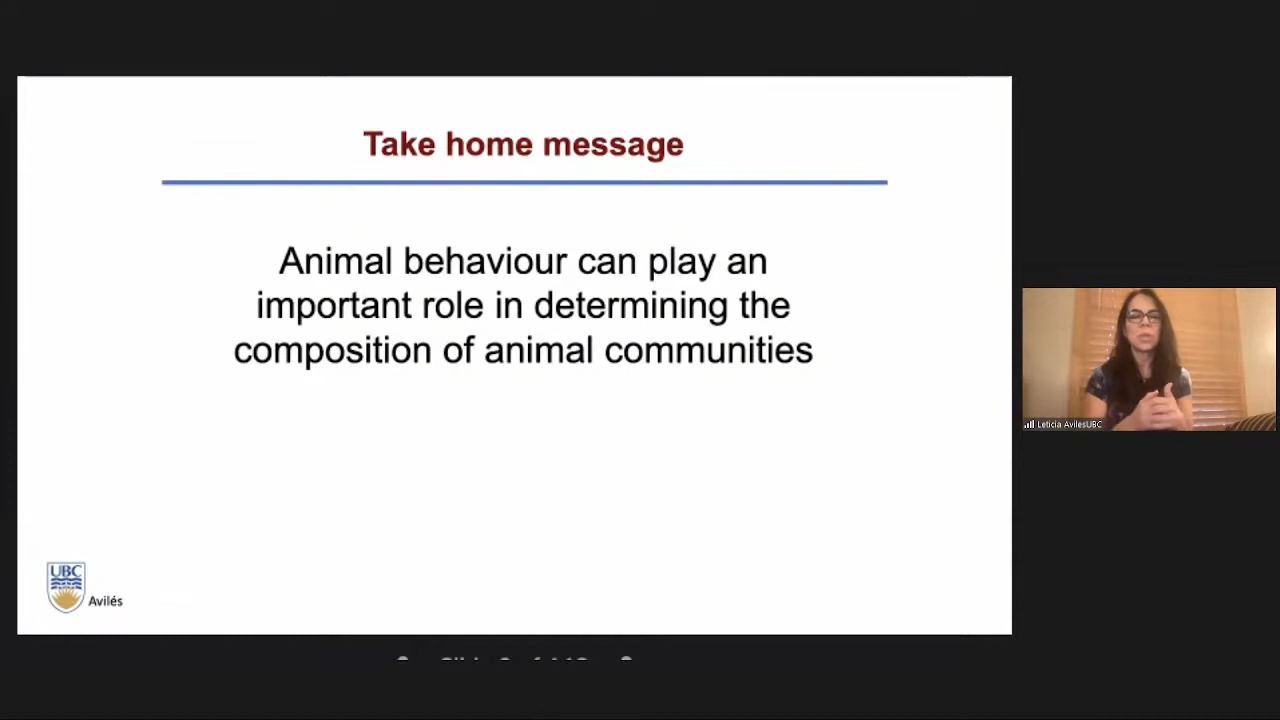 Take home message
Animal behaviour can play an
important role in determining the
composition of animal communities
UBC
Avilés
Leticia AvilesUBC